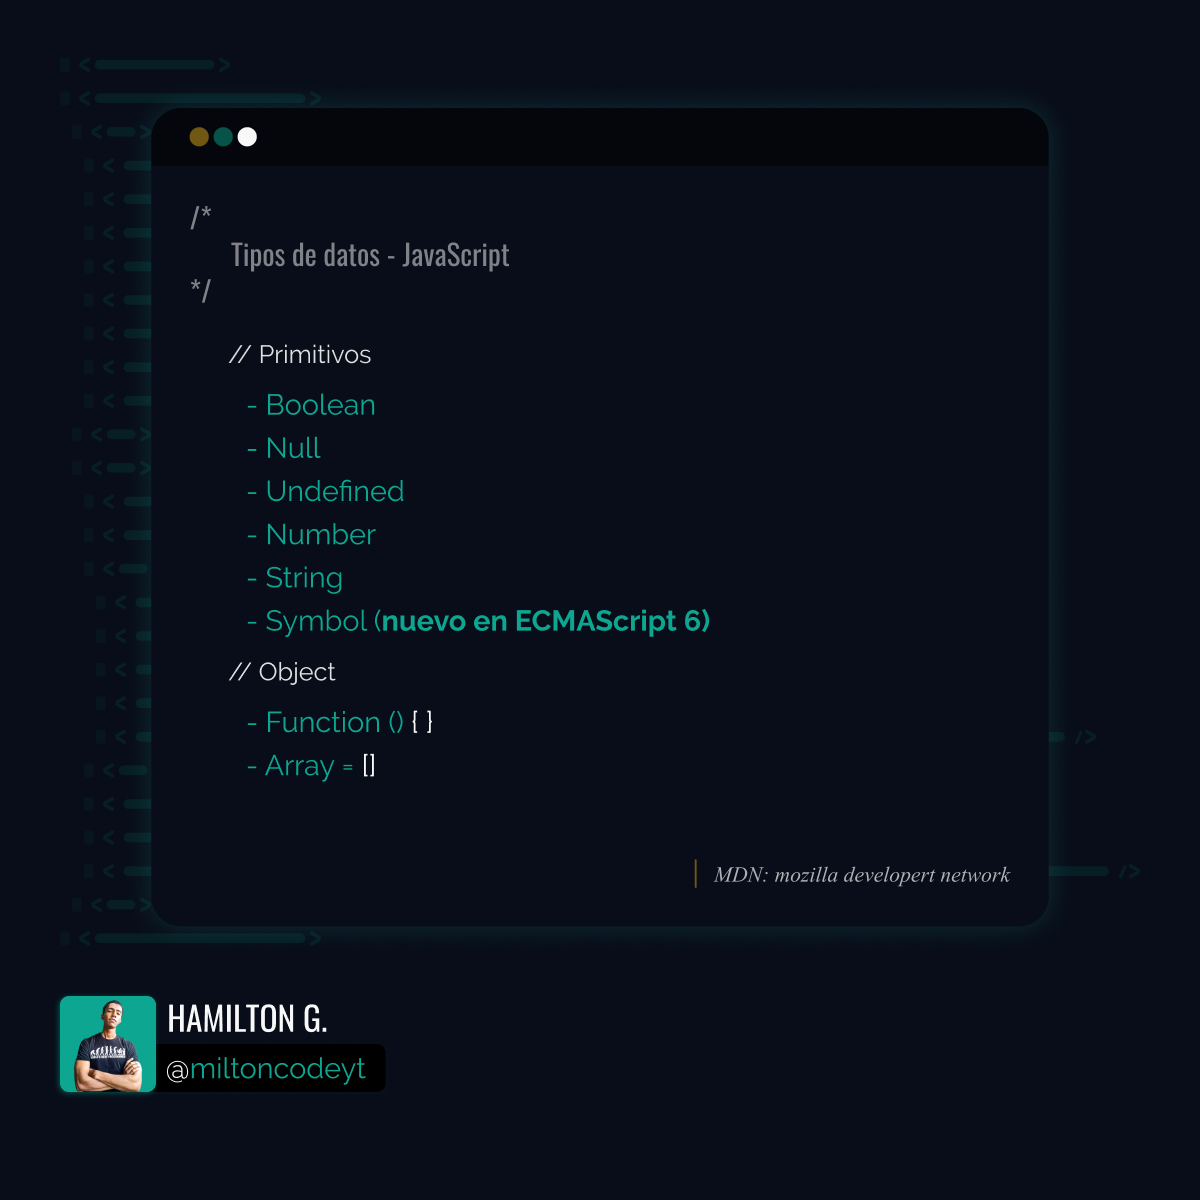 /*
Tipos de datos - JavaScript
*/
// Primitivos
- Boolean
- Null
- Undefined
- Number
- String
- Symbol (nuevo en ECMAScript 6)
// Object
- Function () { }
- Array = []
MDN: mozilla developert network
HAMILTON G.
@miltoncodeyt